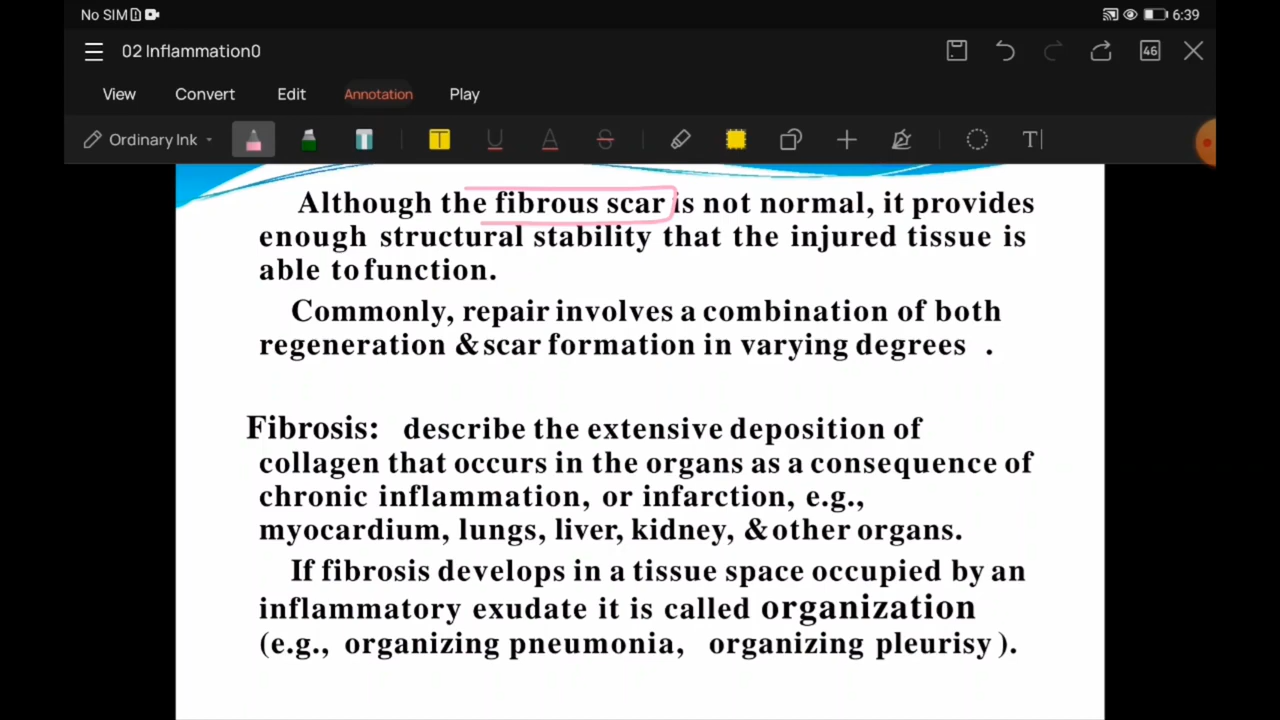 No SIM 6:39
02 Inflammation0 46
View Convert Edit Annotation Play
Ordinary Ink T T U A S T
Although the fibrous scar is not normal, it provides
enough structural stability that the injured tissue is
able to function.
Commonly, repair involves a combination of both
regeneration & scar formation in varying degrees .
Fibrosis: describe the extensive deposition of
collagen that occurs in the organs as a consequence of
chronic inflammation, or infarction, e.g.,
myocardium, lungs, liver, kidney, & other organs.
If fibrosis develops in a tissue space occupied by an
inflammatory exudate it is called organization
(e.g., organizing pneumonia, organizing pleurisy ).